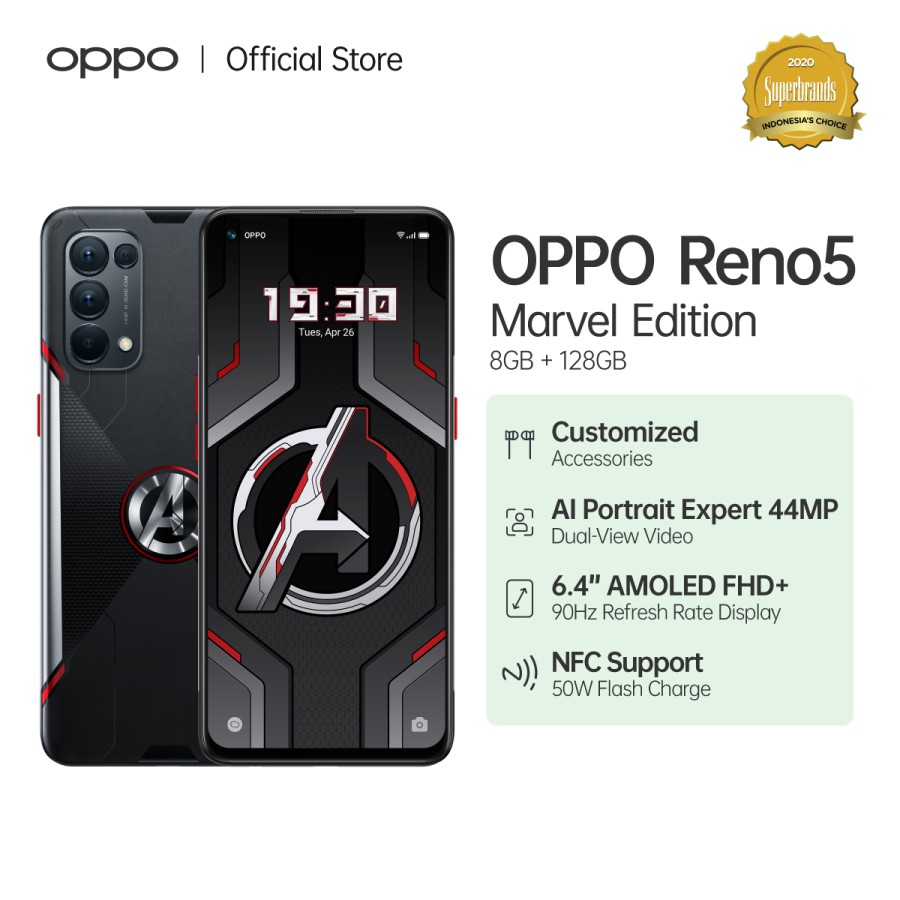 oppo | Official Store
2020
Superbrands
INDONESIA'S CHOICE
OPPO
19:30
Tues, Apr 26
OPPO Reno5
Marvel Edition
8GB + 128GB
Customized
Accessories
AI Portrait Expert 44MP
Dual-View Video
6.4" AMOLED FHD+
90Hz Refresh Rate Display
NFC Support
50W Flash Charge